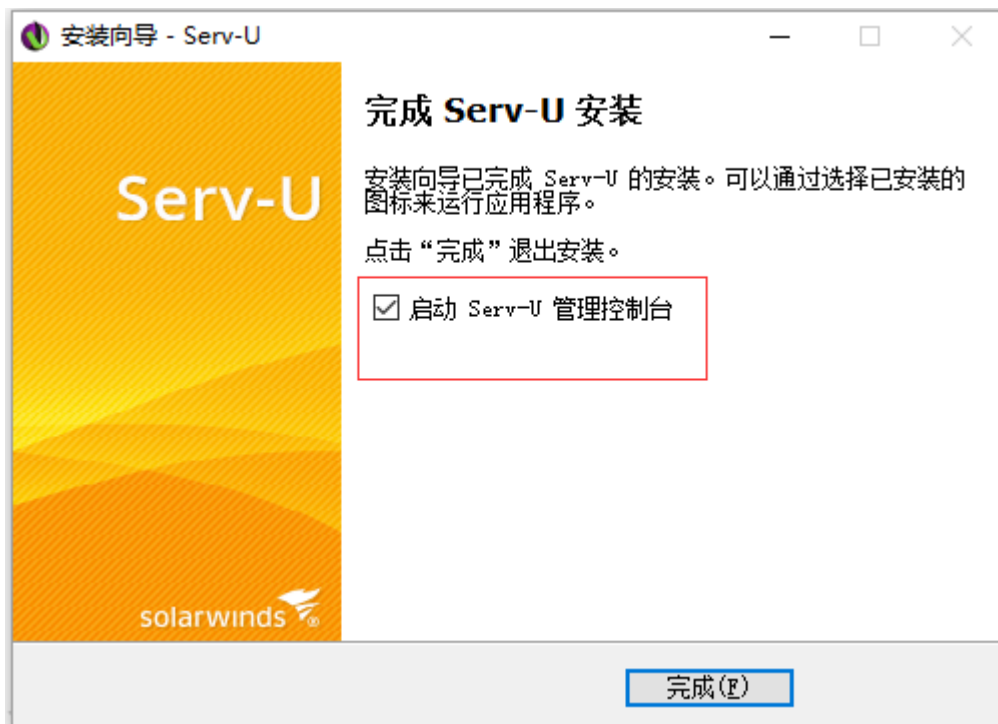 安装向导 - Serv-U
Serv-U
完成 Serv-U 安装
安装向导已完成 Serv-U 的安装。可以通过选择已安装的
图标来运行应用程序。
点击“完成”退出安装。
启动 Serv-U 管理控制台
solarwinds®
完成(F)